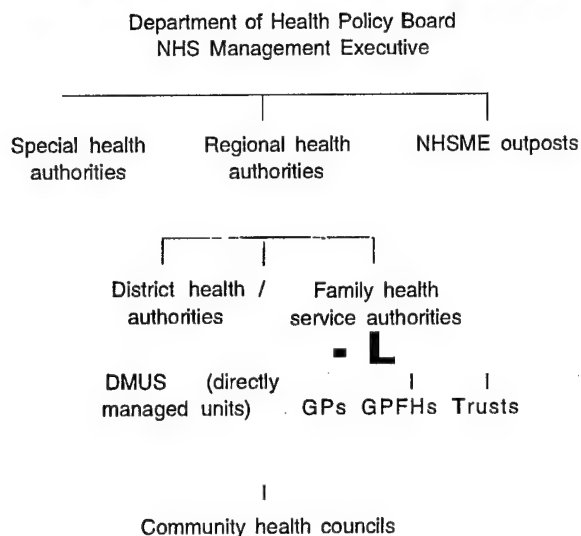 Department of Health Policy Board
NHS Management Executive
Special health authorities
Regional health authorities
NHSME outposts
District health / authorities
Family health service authorities
- L
DMUS (directly managed units)
GPs GPFHs Trusts
Community health councils